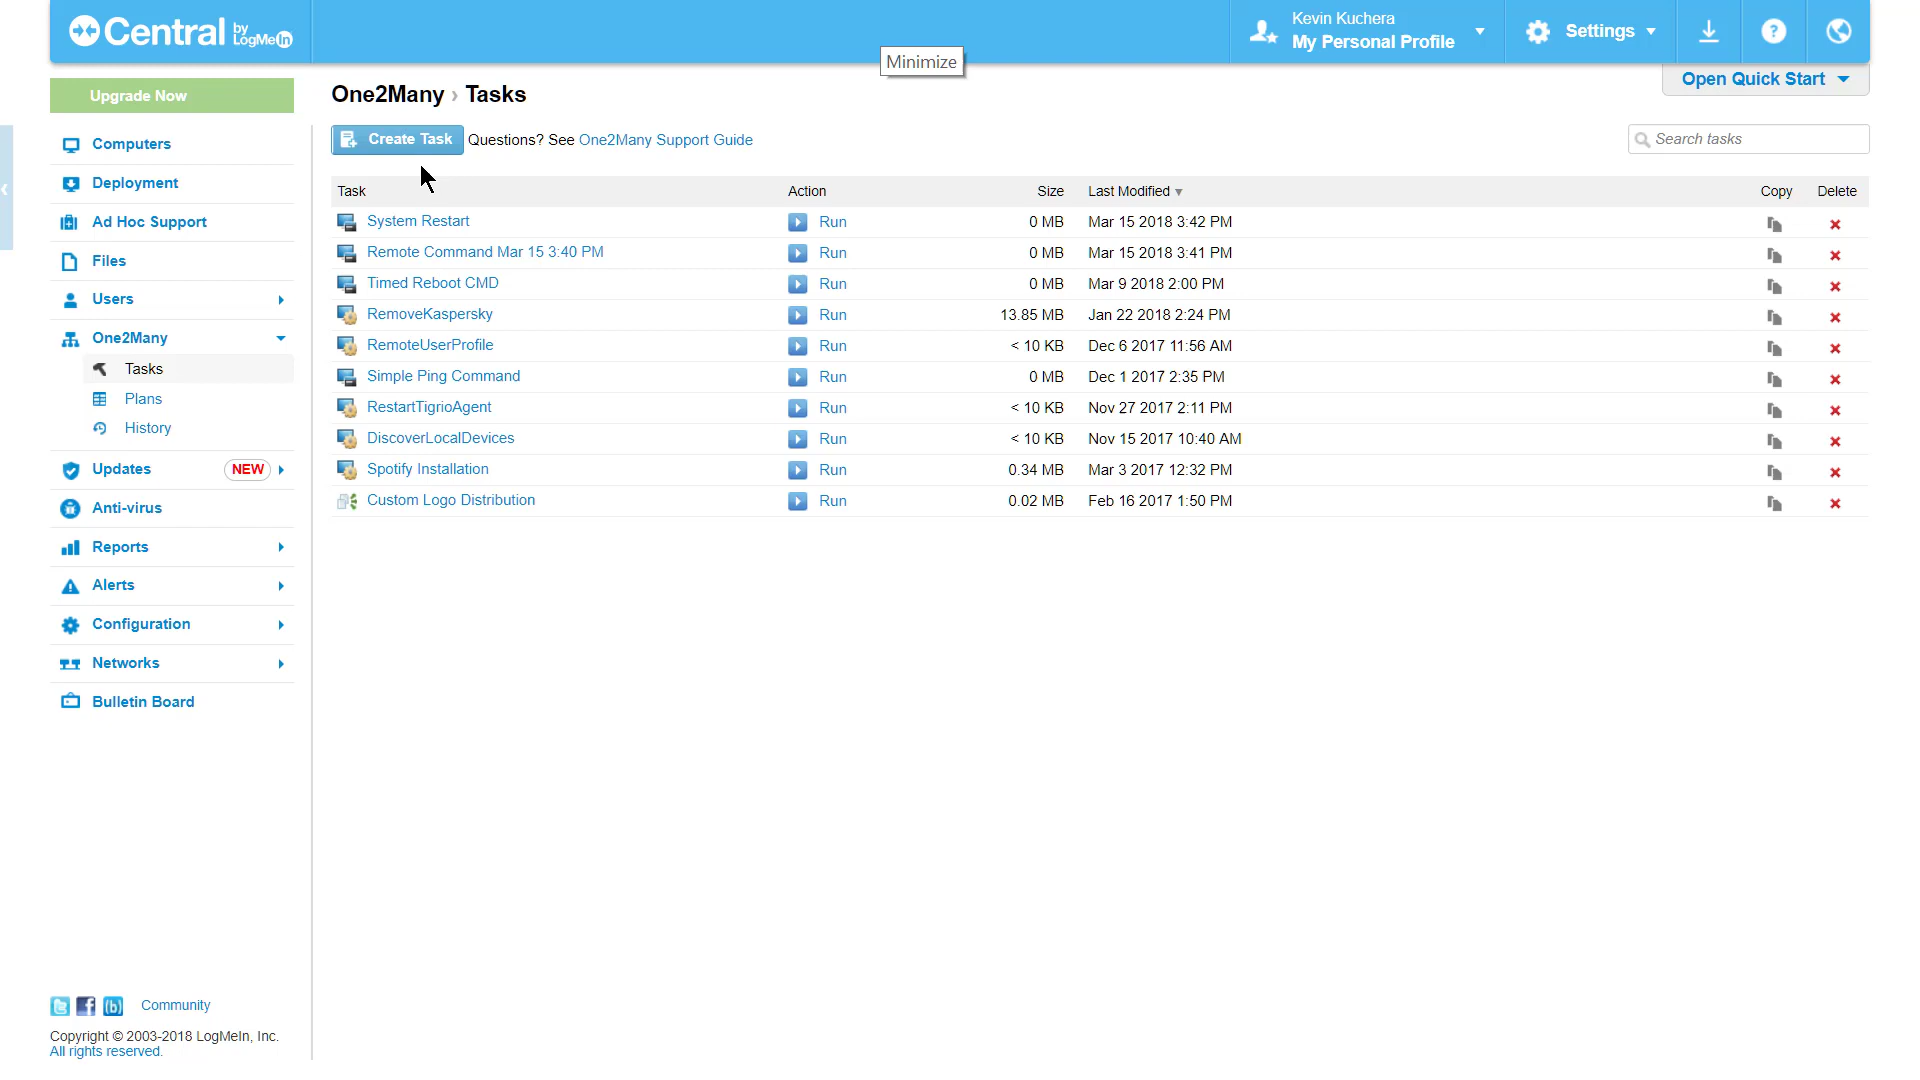 Central by LogMeIn
Kevin Kuchera
My Personal Profile
Settings
?
Minimize
Open Quick Start
Upgrade Now
One2Many › Tasks
Create Task Questions? See One2Many Support Guide
Search tasks
Computers
Deployment
Ad Hoc Support
Files
Users
One2Many
Tasks
Plans
History
Updates NEW
Anti-virus
Reports
Alerts
Configuration
Networks
Bulletin Board
Task Action Size Last Modified Copy Delete
System Restart Run 0 MB Mar 15 2018 3:42 PM
Remote Command Mar 15 3:40 PM Run 0 MB Mar 15 2018 3:41 PM
Timed Reboot CMD Run 0 MB Mar 9 2018 2:00 PM
RemoveKaspersky Run 13.85 MB Jan 22 2018 2:24 PM
RemoteUserProfile Run < 10 KB Dec 6 2017 11:56 AM
Simple Ping Command Run 0 MB Dec 1 2017 2:35 PM
RestartTigrioAgent Run < 10 KB Nov 27 2017 2:11 PM
DiscoverLocalDevices Run < 10 KB Nov 15 2017 10:40 AM
Spotify Installation Run 0.34 MB Mar 3 2017 12:32 PM
Custom Logo Distribution Run 0.02 MB Feb 16 2017 1:50 PM
Community
Copyright © 2003-2018 LogMeIn, Inc.
All rights reserved.